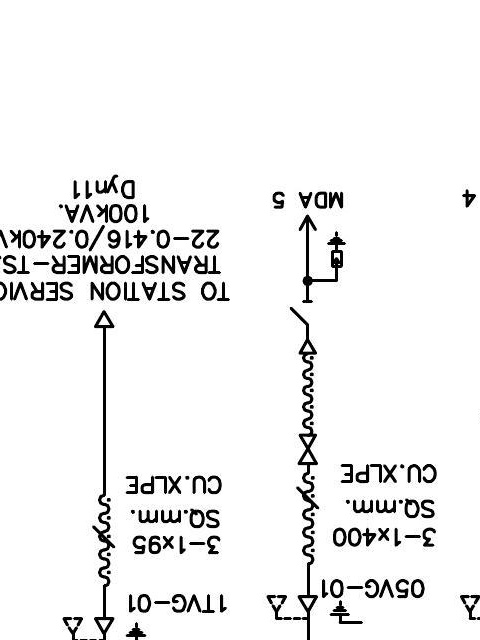 4
05VG-01
3-1x400
SQ.mm.
CU.XLPE
MDA 5
1TVG-01
3-1x95
SQ.mm.
CU.XLPE
TO STATION SERVIC
TRANSFORMER-TS
22-0.416/0.240kV
100kVA.
Dyn11